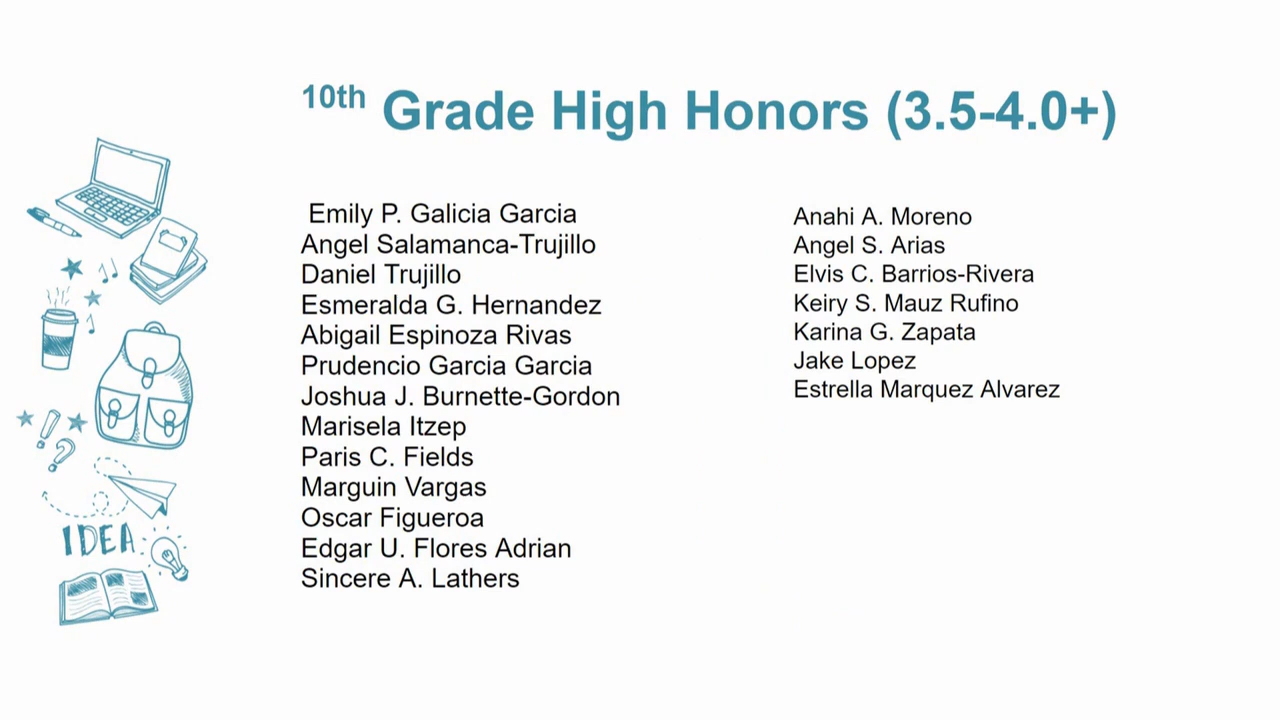 10th Grade High Honors (3.5-4.0+)
Emily P. Galicia Garcia
Angel Salamanca-Trujillo
Daniel Trujillo
Esmeralda G. Hernandez
Abigail Espinoza Rivas
Prudencio Garcia Garcia
Joshua J. Burnette-Gordon
Marisela Itzep
Paris C. Fields
Marguin Vargas
Oscar Figueroa
Edgar U. Flores Adrian
Sincere A. Lathers
Anahi A. Moreno
Angel S. Arias
Elvis C. Barrios-Rivera
Keiry S. Mauz Rufino
Karina G. Zapata
Jake Lopez
Estrella Marquez Alvarez
!
?
IDEA